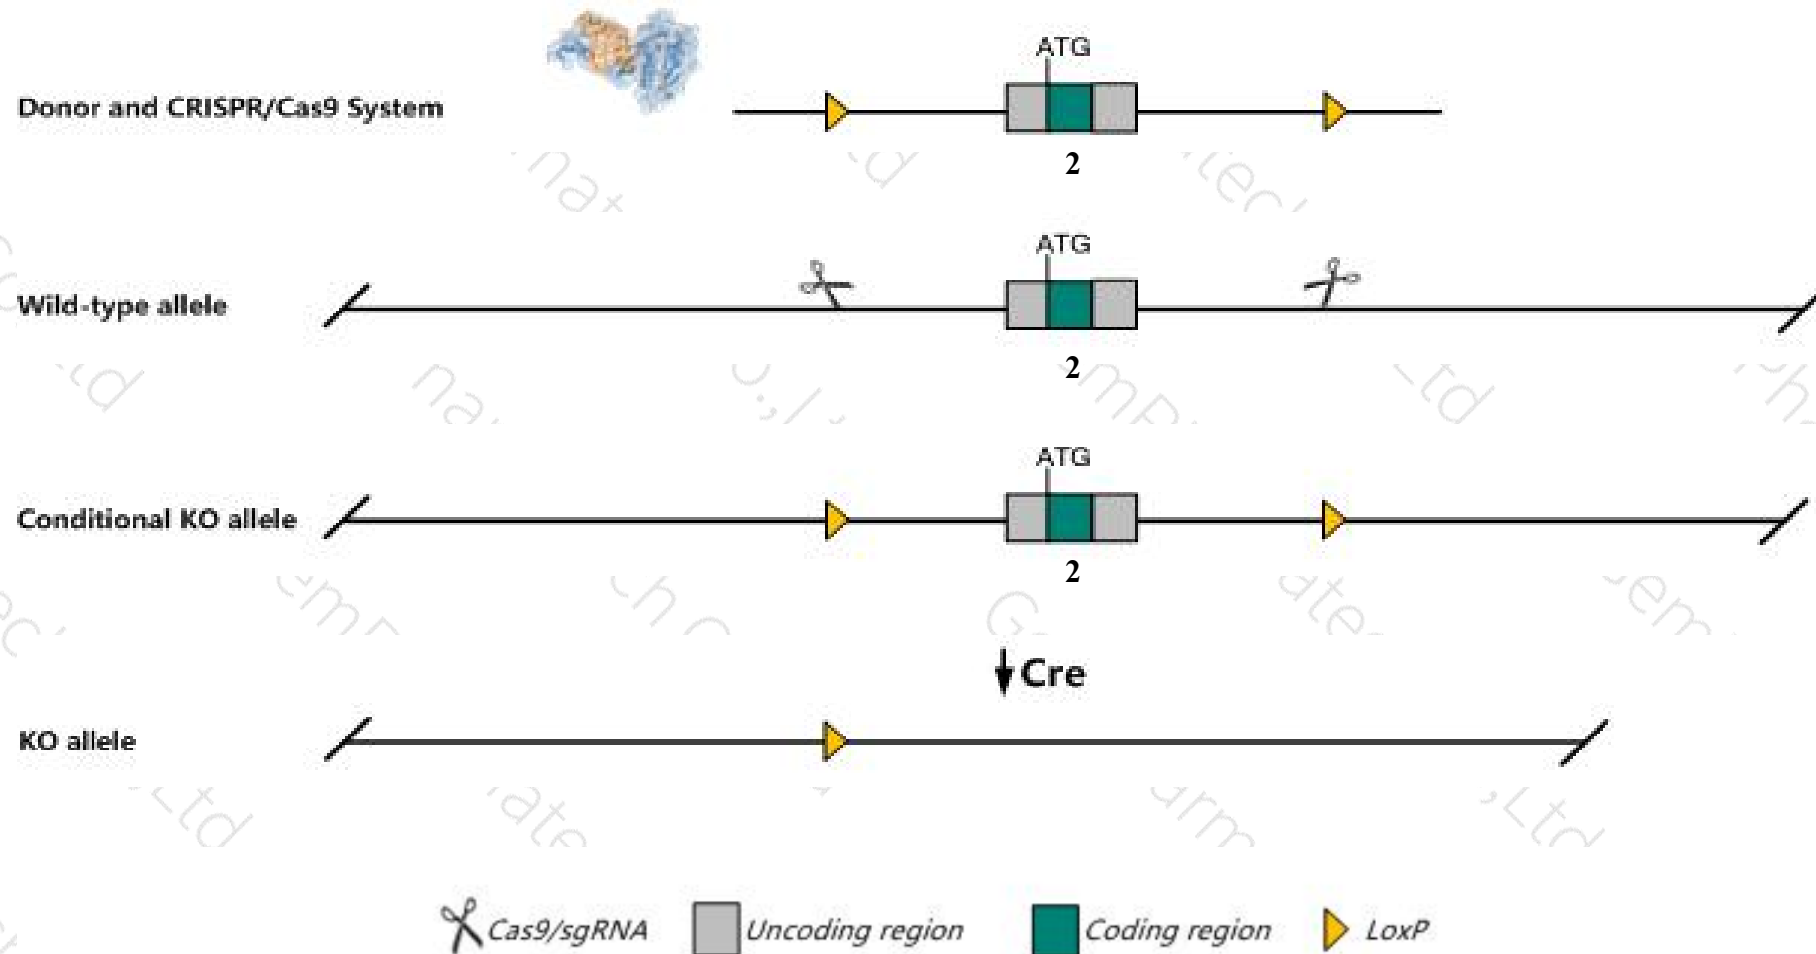 ATG
Donor and CRISPR/Cas9 System
2
ATG
Wild-type allele
2
ATG
Conditional KO allele
2
Cre
KO allele
Cas9/sgRNA Uncoding region Coding region LoxP